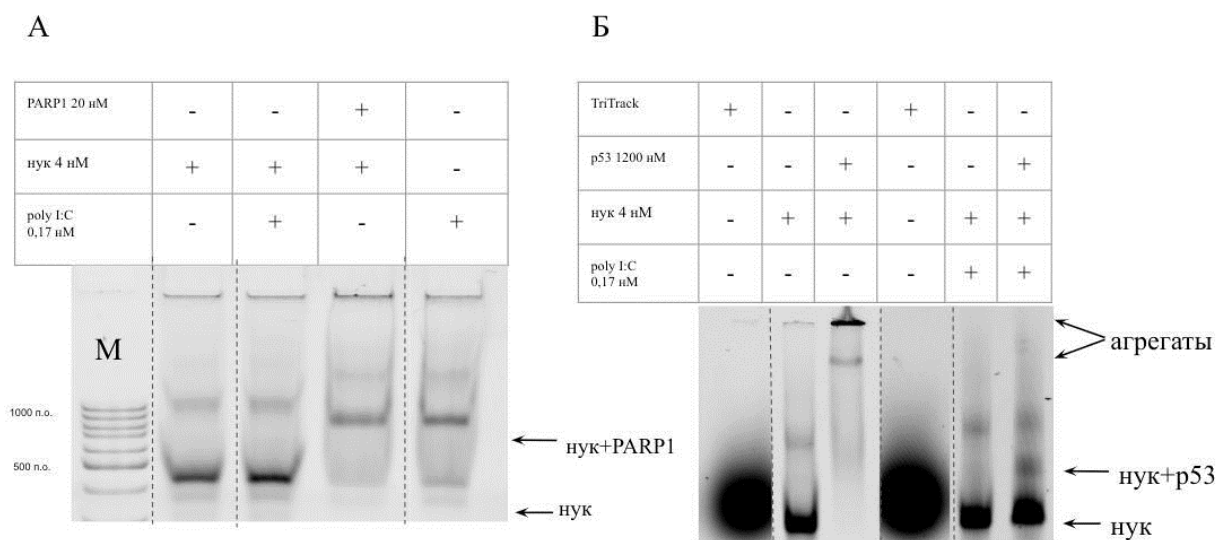 А
PARP1 20 нМ - - + -
нук 4 нМ + + + -
poly I:C
0,17 нМ - + - +
М
1000 п.о.
500 п.о.
нук+PARP1
нук
Б
TriTrack + - - + - -
p53 1200 нМ - - + - - +
нук 4 нМ - + + - + +
poly I:C
0,17 нМ - - - - + +
агрегаты
нук+p53
нук